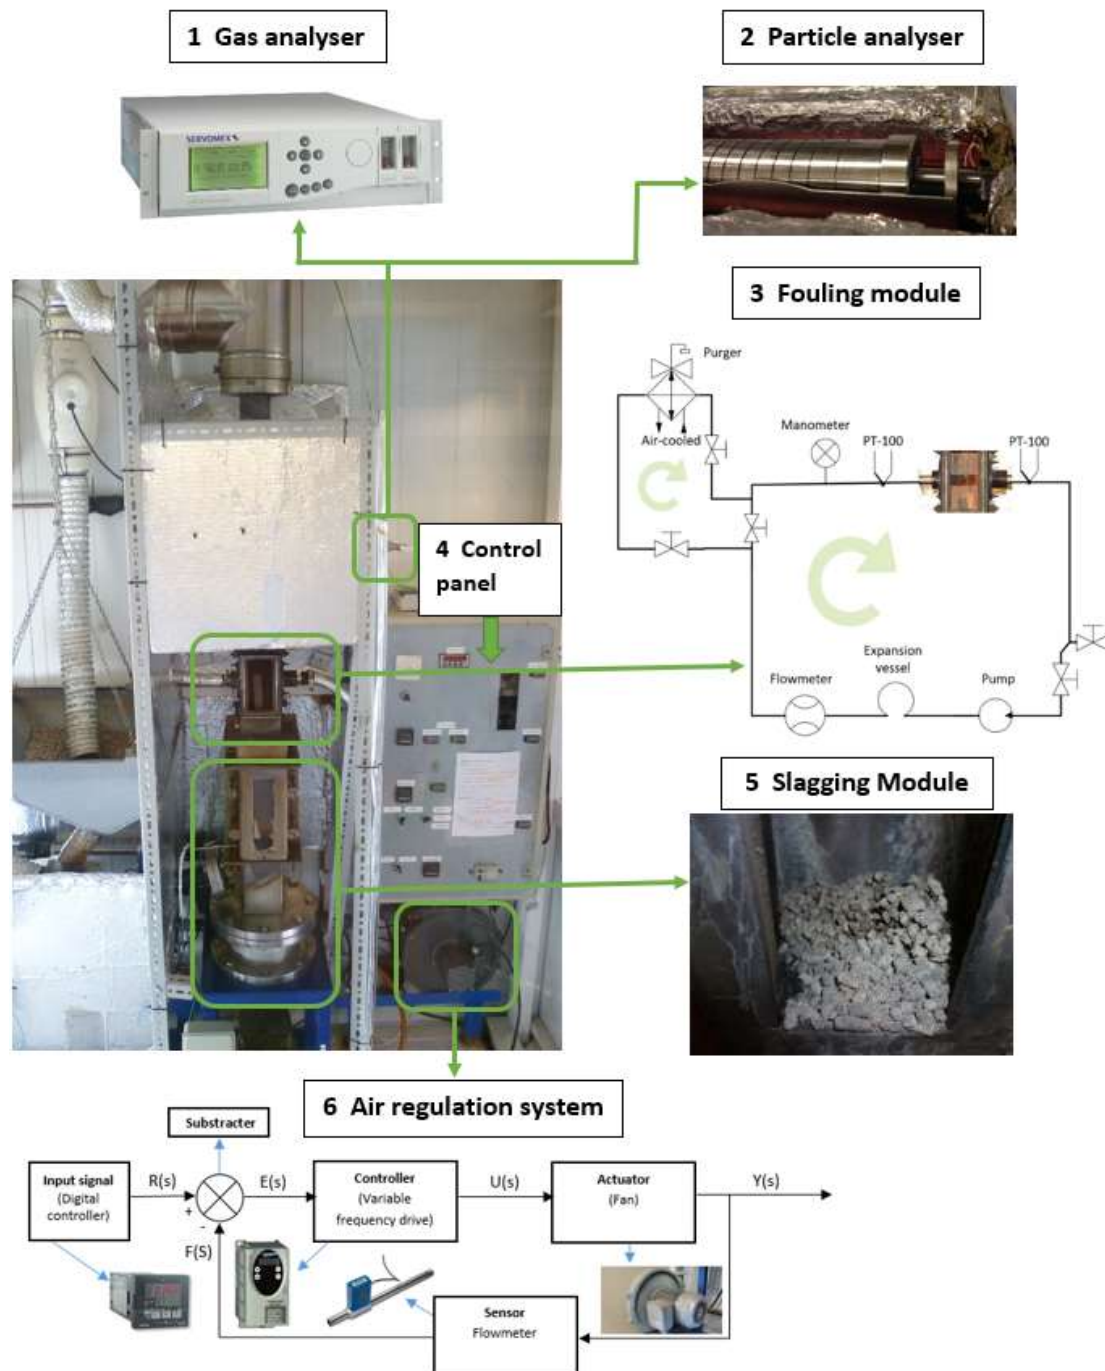 1 Gas analyser
2 Particle analyser
SERVOMEX
3 Fouling module
Purger
Air-cooled
Manometer
PT-100
PT-100
4 Control
panel
Expansion
vessel
Flowmeter
Pump
5 Slagging Module
6 Air regulation system
Substracter
Input signal
(Digital
controller)
R(s)
+
-
E(s)
Controller
(Variable
frequency drive)
U(s)
Actuator
(Fan)
Y(s)
F(S)
Sensor
Flowmeter